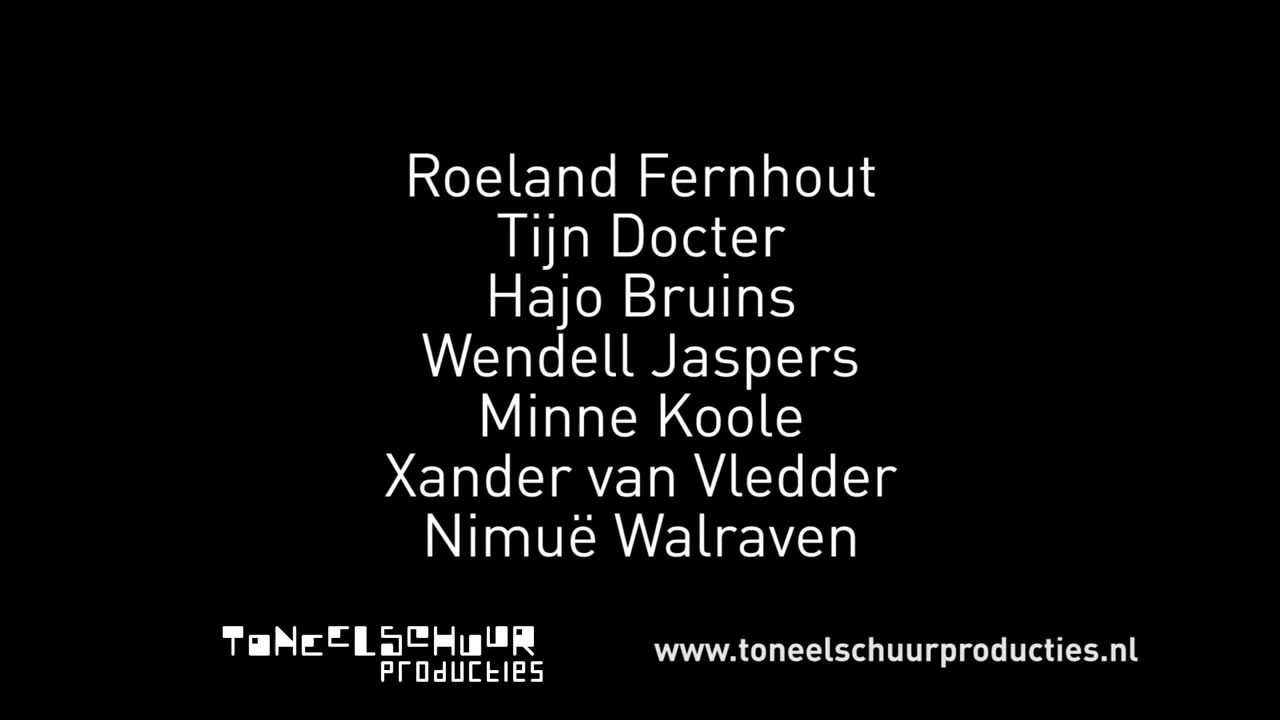 Roeland Fernhout
Tijn Docter
Hajo Bruins
Wendell Jaspers
Minne Koole
Xander van Vledder
Nimuë Walraven
ToNeeLSCHuuR
PRODUCTIES
www.toneelschuurproducties.nl